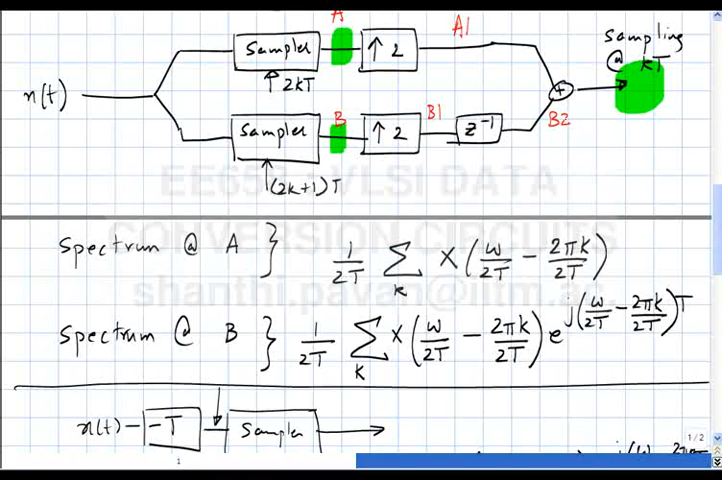 A
A1
Sampler
↑ 2
sampling
@ kT
2kT
x(t)
+
B
B1
B2
Sampler
↑ 2
z⁻¹
(2k+1)T
EE658 VLSI DATA
CONVERSION CIRCUITS
shanthi.pavan@iitm.ac.
Spectrum @ A } 1/2T ∑k X(ω/2T − 2πk/2T)
Spectrum @ B } 1/2T ∑k X(ω/2T − 2πk/2T) e^j(ω/2T − 2πk/2T)T
x(t) − -T Sampler
1/2
1